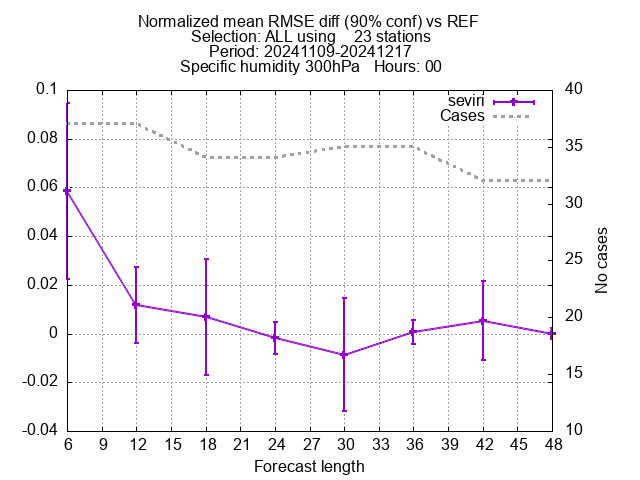 Normalized mean RMSE diff (90% conf) vs REF
Selection: ALL using    23 stations
Period: 20241109-20241217
Specific humidity 300hPa   Hours: 00
seviri
Cases
0.1
0.08
0.06
0.04
0.02
0
-0.02
-0.04
40
35
30
25
20
15
10
No cases
6 9 12 15 18 21 24 27 30 33 36 39 42 45 48
Forecast length